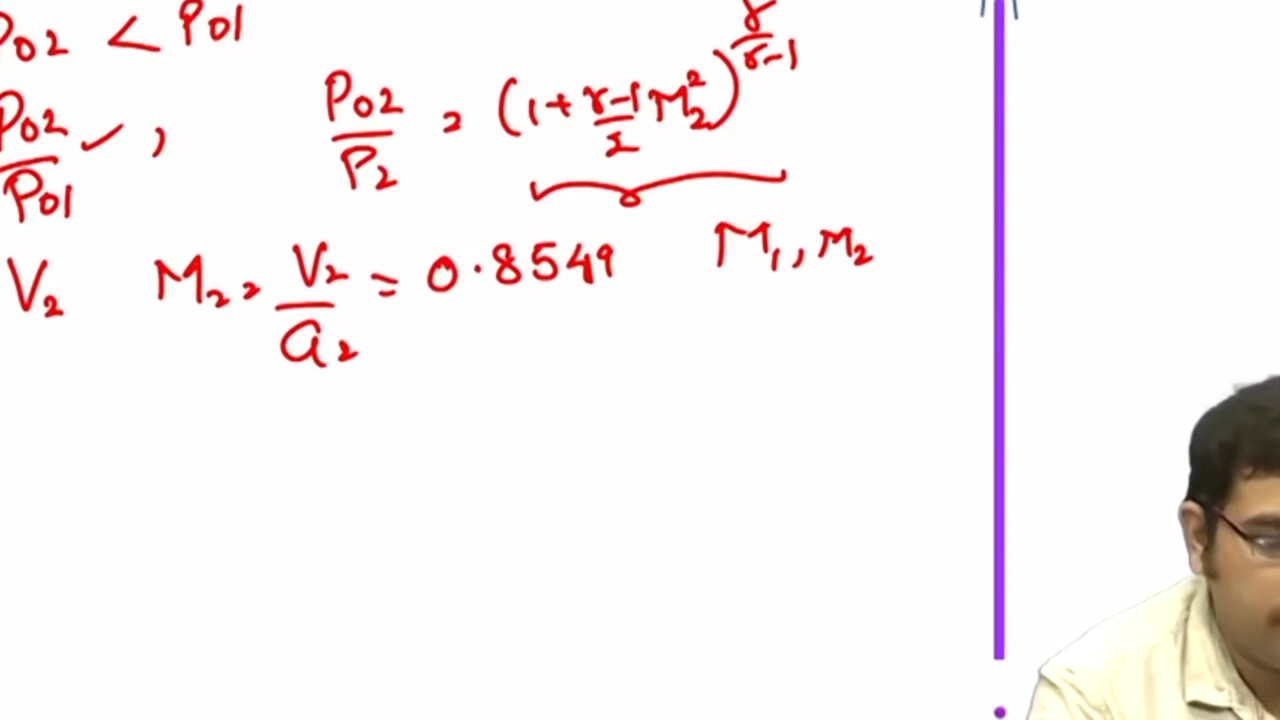 P02 < P01
P02/P01 ✓ , P02/P2 = (1 + γ-1/2 M2²)^γ/γ-1
V2 M2 = V2/a2 = 0.8549 M1, M2